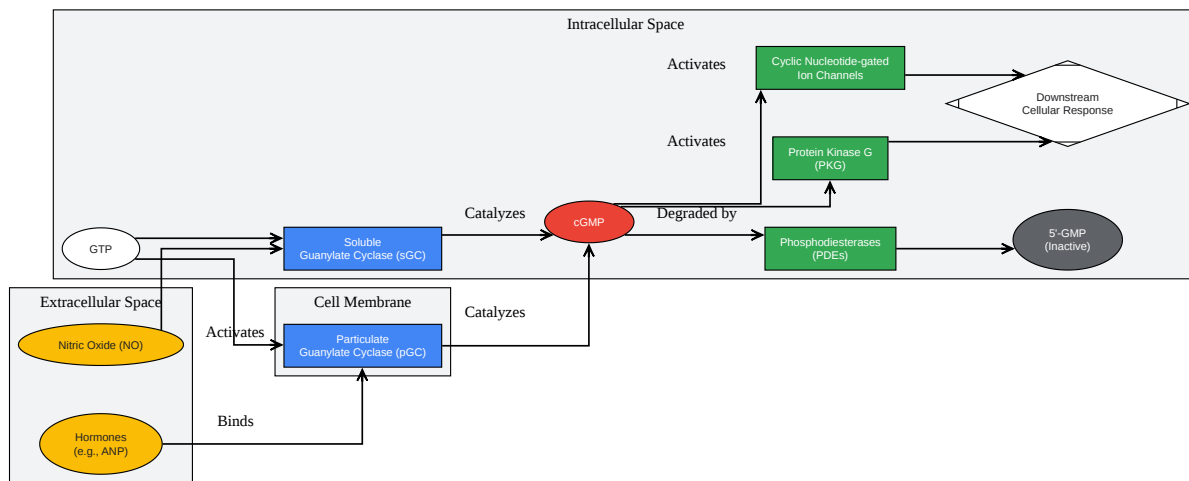 Intracellular Space
Activates
Cyclic Nucleotide-gated
Ion Channels
Downstream
Cellular Response
Activates
Protein Kinase G
(PKG)
Catalyzes
cGMP
Degraded by
GTP
Soluble
Guanylate Cyclase (sGC)
Phosphodiesterases
(PDEs)
5'-GMP
(Inactive)
Extracellular Space
Cell Membrane
Catalyzes
Nitric Oxide (NO)
Activates
Particulate
Guanylate Cyclase (pGC)
Binds
Hormones
(e.g., ANP)